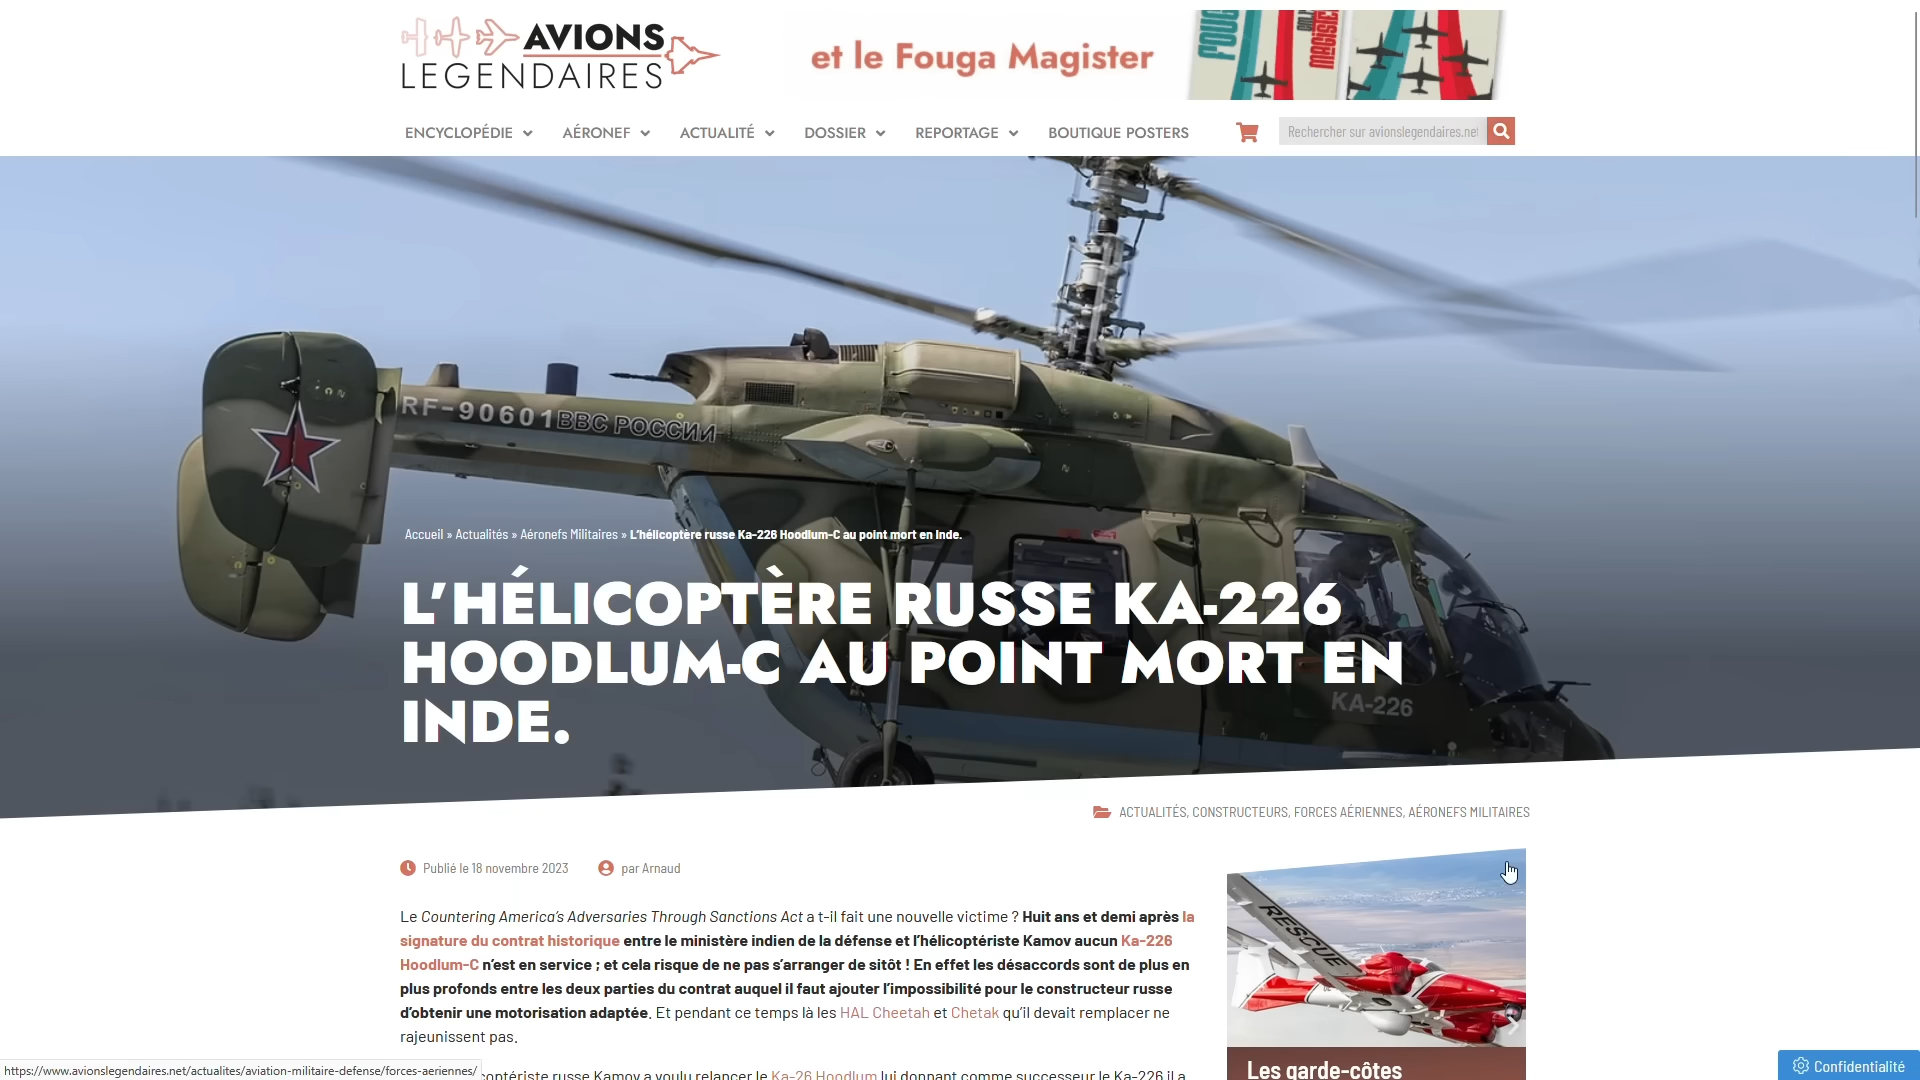 AVIONS
LEGENDAIRES
et le Fouga Magister
ENCYCLOPÉDIE
AÉRONEF
ACTUALITÉ
DOSSIER
REPORTAGE
BOUTIQUE POSTERS
Rechercher sur avionslegendaires.net
RF-90601 ВВС РОССИИ
Accueil » Actualités » Aéronefs Militaires » L’hélicoptère russe Ka-226 Hoodlum-C au point mort en Inde.
L’HÉLICOPTÈRE RUSSE KA-226
HOODLUM-C AU POINT MORT EN
INDE.
KA-226
ACTUALITÉS, CONSTRUCTEURS, FORCES AÉRIENNES, AÉRONEFS MILITAIRES
Publié le 18 novembre 2023
par Arnaud
Le Countering America’s Adversaries Through Sanctions Act a t-il fait une nouvelle victime ? Huit ans et demi après la
signature du contrat historique entre le ministère indien de la défense et l’hélicoptériste Kamov aucun Ka-226
Hoodlum-C n’est en service ; et cela risque de ne pas s’arranger de sitôt ! En effet les désaccords sont de plus en
plus profonds entre les deux parties du contrat auquel il faut ajouter l’impossibilité pour le constructeur russe
d’obtenir une motorisation adaptée. Et pendant ce temps là les HAL Cheetah et Chetak qu’il devait remplacer ne
rajeunissent pas.
coptériste russe Kamov a voulu relancer le Ka-26 Hoodlum lui donnant comme successeur le Ka-226 il a
RESCUE
Les garde-côtes
Confidentialité
https://www.avionslegendaires.net/actualites/aviation-militaire-defense/forces-aeriennes/